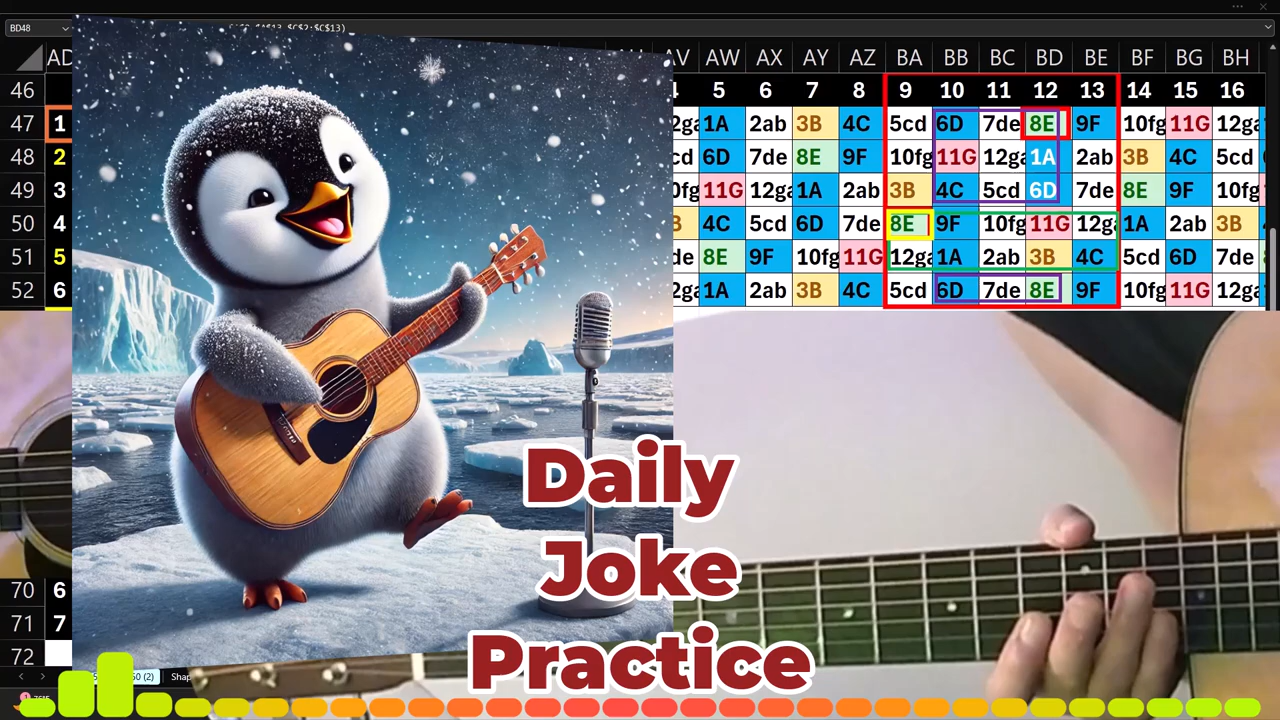 BD48
AD AV AW AX AY AZ BA BB BC BD BE BF BG BH
46 5 6 7 8 9 10 11 12 13 14 15 16
47 1 1A 2ab 3B 4C 5cd 6D 7de 8E 9F 10fg 11G 12ga
48 2 6D 7de 8E 9F 10fg 11G 12ga 1A 2ab 3B 4C 5cd
49 3 11G 12ga 1A 2ab 3B 4C 5cd 6D 7de 8E 9F 10fg
50 4 4C 5cd 6D 7de 8E 9F 10fg 11G 12ga 1A 2ab 3B
51 5 8E 9F 10fg 11G 12ga 1A 2ab 3B 4C 5cd 6D 7de
52 6 1A 2ab 3B 4C 5cd 6D 7de 8E 9F 10fg 11G 12ga
Daily
Joke
Practice
70 6
71 7
72
(2) Shap